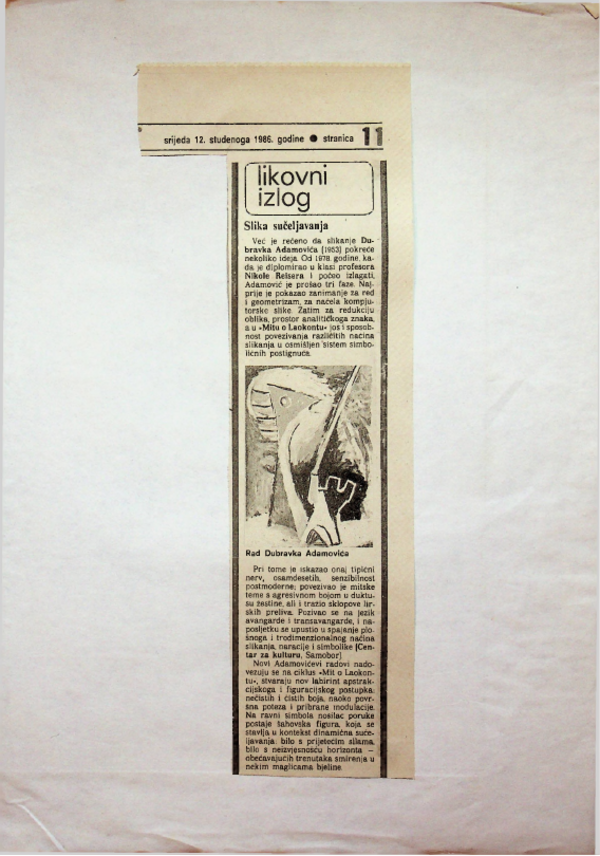 srijeda 12. studenoga 1986. godine ● stranica 11
likovni
izlog
Slika sučeljavanja
Već je rečeno da slikanje Du-
bravka Adamovića (1953) pokreće
nekoliko ideja. Od 1978. godine, ka-
da je diplomirao u klasi profesora
Nikole Reisera i počeo izlagati,
Adamović je prošao tri faze. Naj-
prije je pokazao zanimanje za red
i geometrizam, za načela kompju-
torske slike. Zatim za redukciju
oblika, prostor analitičkoga znaka,
a u »Mitu o Laokontu« još i sposob-
nost povezivanja različitih načina
slikanja u osmišljen sistem simbo-
ličnih postignuća.
Rad Dubravka Adamovića
Pri tome je iskazao onaj tipični
nerv, osamdesetih, senzibilnost
postmoderne; povezivao je mitske
teme s agresivnom bojom u duktu-
su žestine, ali i tražio sklopove lir-
skih preliva. Pozivao se na jezik
avangarde i transavangarde, i na-
posljetku se upustio u spajanje plo-
šnoga i trodimenzionalnog načina
slikanja, naracije i simbolike (Cen-
tar za kulturu, Samobor).
Novi Adamovićevi radovi nado-
vezuju se na ciklus »Mit o Laokon-
tu«, stvaraju nov labirint apstrak-
cijskoga i figuracijskog postupka,
nečistih i čistih boja, naoko povr-
šna poteza i pribrane modulacije.
Na ravni simbola nosilac poruke
postaje šahovska figura, koja se
stavlja u kontekst dinamična suče-
ljavanja: bilo s prijetećim silama,
bilo s neizvjesnošću horizonta —
obećavajućih trenutaka smirenja u
nekim maglicama bjeline.